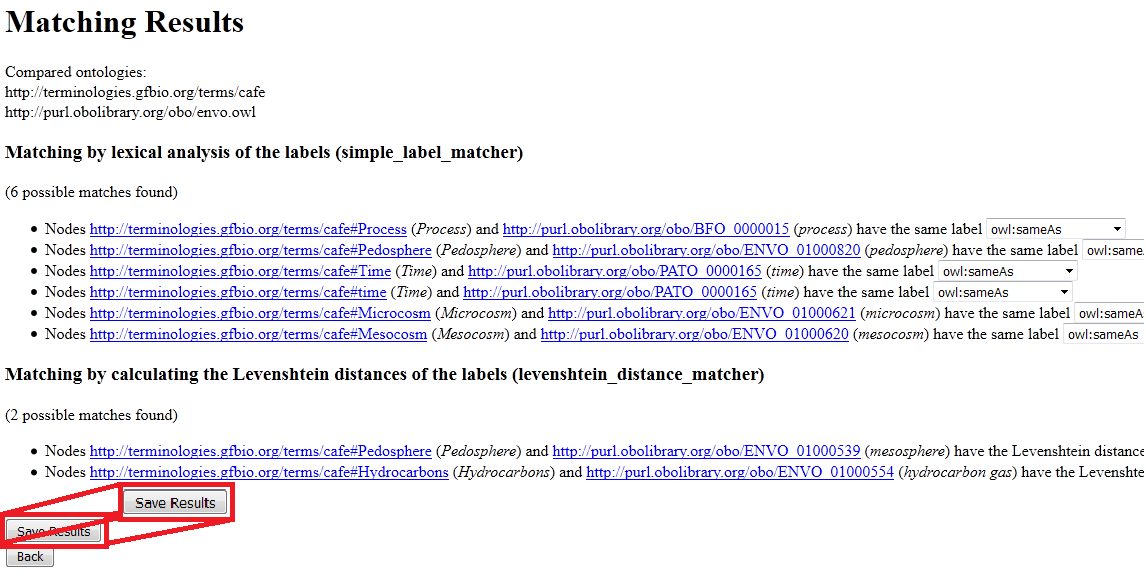 Matching Results
Compared ontologies:
http://terminologies.gfbio.org/terms/cafe
http://purl.obolibrary.org/obo/envo.owl
Matching by lexical analysis of the labels (simple_label_matcher)
(6 possible matches found)
• Nodes http://terminologies.gfbio.org/terms/cafe#Process (Process) and http://purl.obolibrary.org/obo/BFO_0000015 (process) have the same label owl:sameAs
• Nodes http://terminologies.gfbio.org/terms/cafe#Pedosphere (Pedosphere) and http://purl.obolibrary.org/obo/ENVO_01000820 (pedosphere) have the same label owl:same
• Nodes http://terminologies.gfbio.org/terms/cafe#Time (Time) and http://purl.obolibrary.org/obo/PATO_0000165 (time) have the same label owl:sameAs
• Nodes http://terminologies.gfbio.org/terms/cafe#time (Time) and http://purl.obolibrary.org/obo/PATO_0000165 (time) have the same label owl:sameAs
• Nodes http://terminologies.gfbio.org/terms/cafe#Microcosm (Microcosm) and http://purl.obolibrary.org/obo/ENVO_01000621 (microcosm) have the same label owl:sameA
• Nodes http://terminologies.gfbio.org/terms/cafe#Mesocosm (Mesocosm) and http://purl.obolibrary.org/obo/ENVO_01000620 (mesocosm) have the same label owl:sameAs
Matching by calculating the Levenshtein distances of the labels (levenshtein_distance_matcher)
(2 possible matches found)
• Nodes http://terminologies.gfbio.org/terms/cafe#Pedosphere (Pedosphere) and http://purl.obolibrary.org/obo/ENVO_01000539 (mesosphere) have the Levenshtein distance
• Nodes http://terminologies.gfbio.org/terms/cafe#Hydrocarbons (Hydrocarbons) and http://purl.obolibrary.org/obo/ENVO_01000554 (hydrocarbon gas) have the Levenshte
Save Results
Save Results
Back